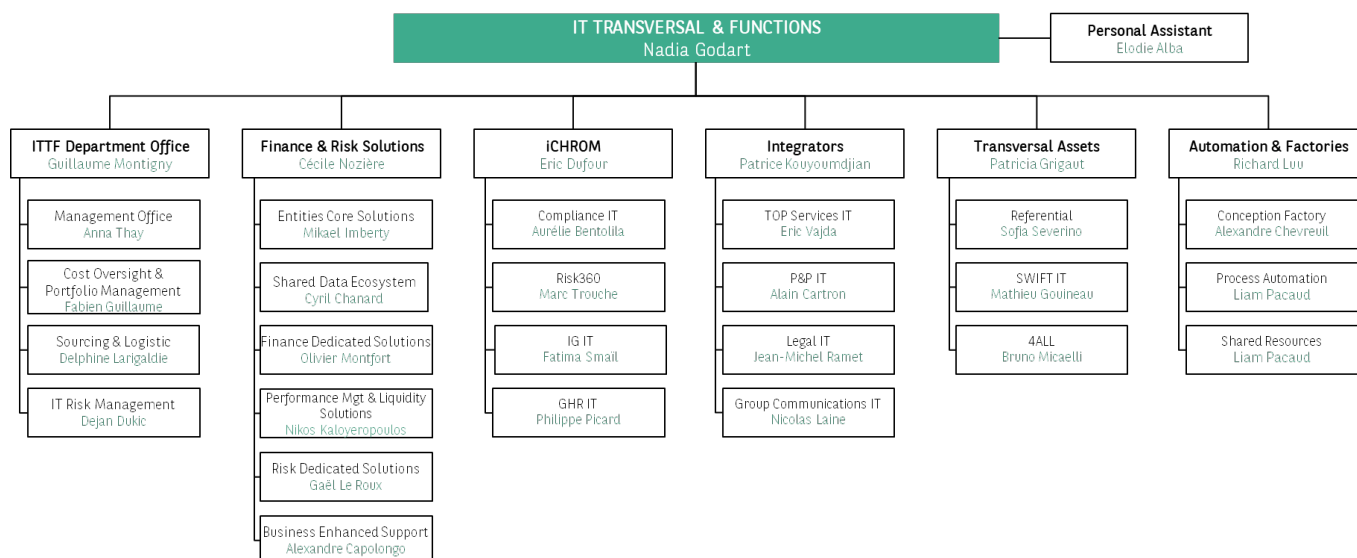 IT TRANSVERSAL & FUNCTIONS
Nadia Godart
Personal Assistant
Elodie Alba
ITTF Department Office
Guillaume Montigny
Management Office
Anna Thay
Cost Oversight &
Portfolio Management
Fabien Guillaume
Sourcing & Logistic
Delphine Larigaldie
IT Risk Management
Dejan Dukic
Finance & Risk Solutions
Cécile Nozière
Entities Core Solutions
Mikael Imberty
Shared Data Ecosystem
Cyril Chanard
Finance Dedicated Solutions
Olivier Montfort
Performance Mgt & Liquidity
Solutions
Nikos Kaloyeropoulos
Risk Dedicated Solutions
Gaël Le Roux
Business Enhanced Support
Alexandre Capolongo
iCHROM
Eric Dufour
Compliance IT
Aurélie Bentolila
Risk360
Marc Trouche
IG IT
Fatima Smaïl
GHR IT
Philippe Picard
Integrators
Patrice Kouyoumdjian
TOP Services IT
Eric Vajda
P&P IT
Alain Cartron
Legal IT
Jean-Michel Ramet
Group Communications IT
Nicolas Laine
Transversal Assets
Patricia Grigaut
Referential
Sofia Severino
SWIFT IT
Mathieu Gouineau
4ALL
Bruno Micaelli
Automation & Factories
Richard Luu
Conception Factory
Alexandre Chevreuil
Process Automation
Liam Pacaud
Shared Resources
Liam Pacaud